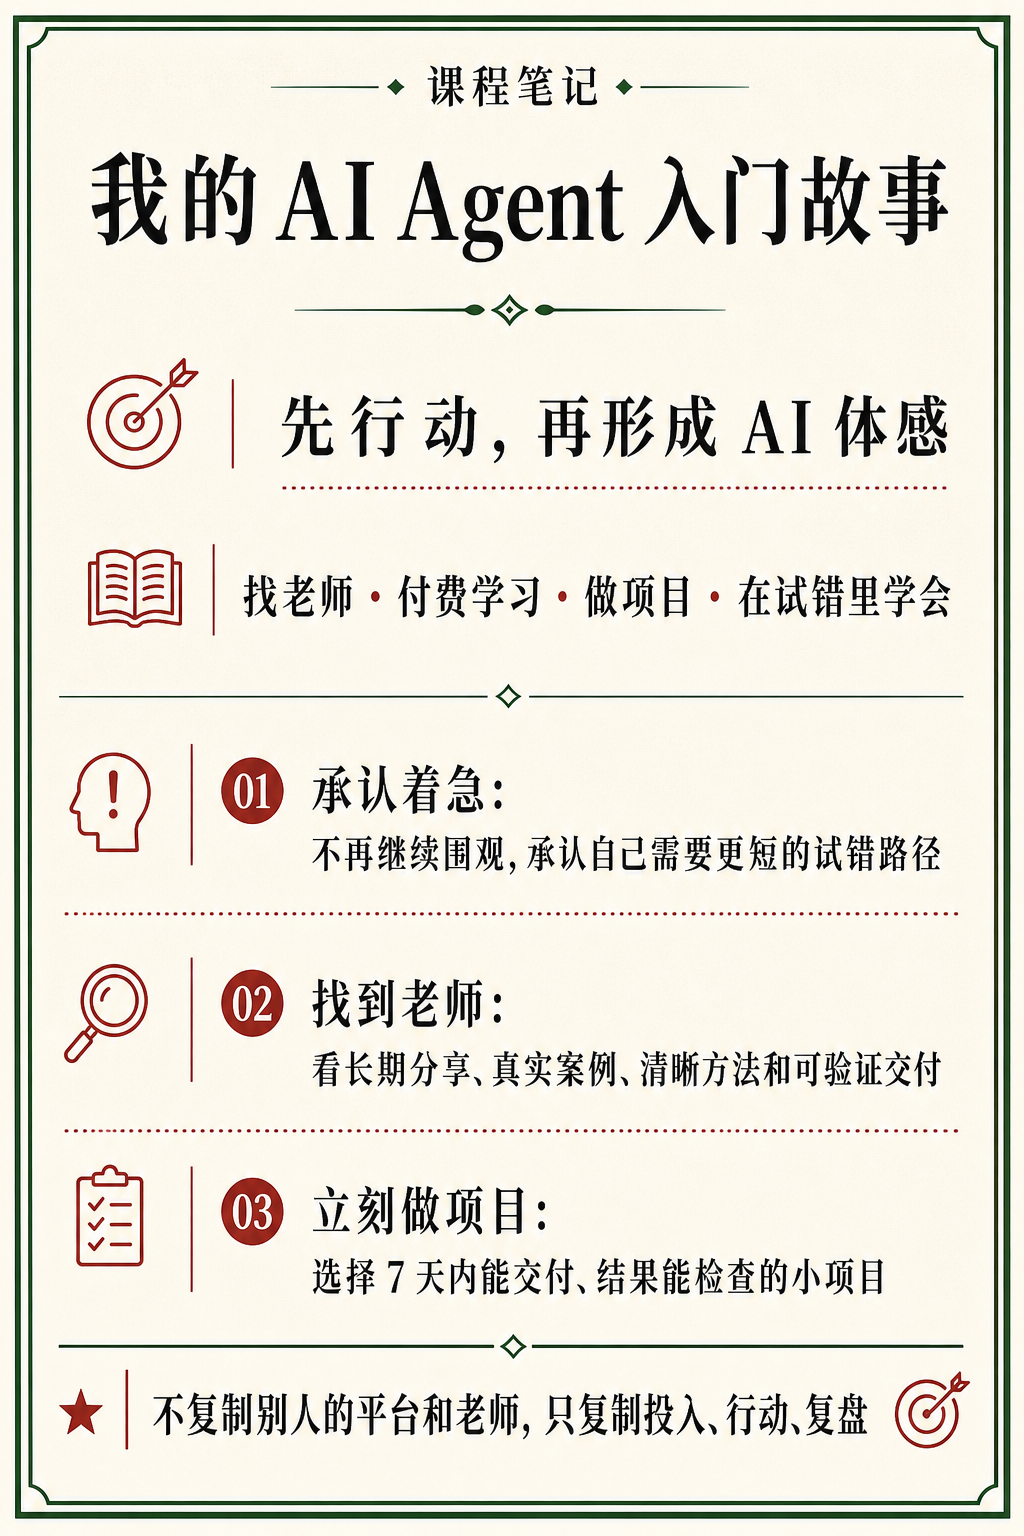 课程笔记
我的 AI Agent 入门故事
先行动，再形成 AI 体感
找老师 • 付费学习 • 做项目 • 在试错里学会
01 承认着急：
不再继续围观，承认自己需要更短的试错路径
02 找到老师：
看长期分享、真实案例、清晰方法和可验证交付
03 立刻做项目：
选择 7 天内能交付、结果能检查的小项目
不复制别人的平台和老师，只复制投入、行动、复盘